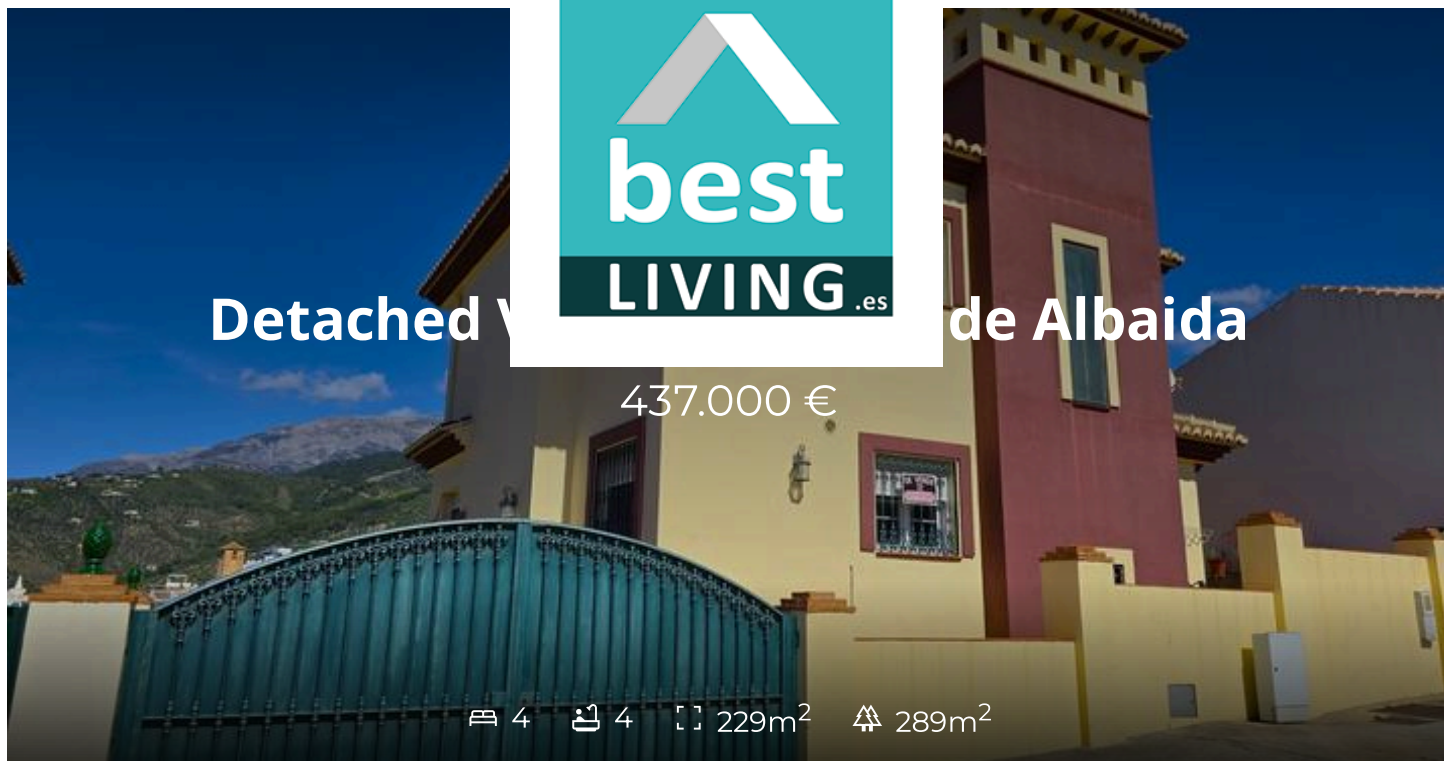 best
LIVING.es
Detached de Albaida
437.000 €
4 4 229m² 289m²